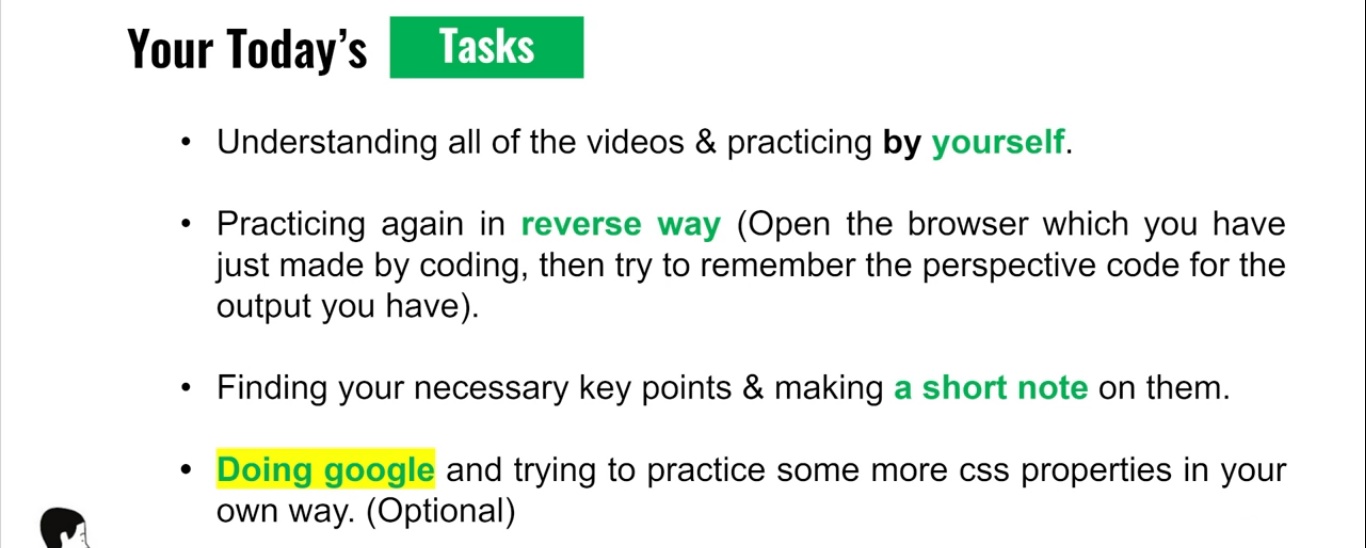 Your Today's Tasks
• Understanding all of the videos & practicing by yourself.
• Practicing again in reverse way (Open the browser which you have
just made by coding, then try to remember the perspective code for the
output you have).
• Finding your necessary key points & making a short note on them.
• Doing google and trying to practice some more css properties in your
own way. (Optional)